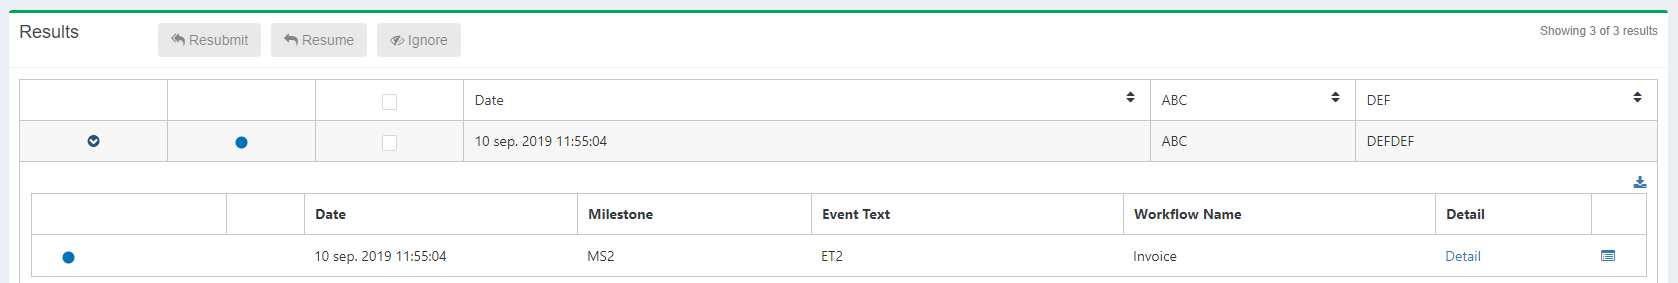 Results Resubmit Resume Ignore Showing 3 of 3 results
Date ABC DEF
10 sep. 2019 11:55:04 ABC DEFDEF
Date Milestone Event Text Workflow Name Detail
10 sep. 2019 11:55:04 MS2 ET2 Invoice Detail